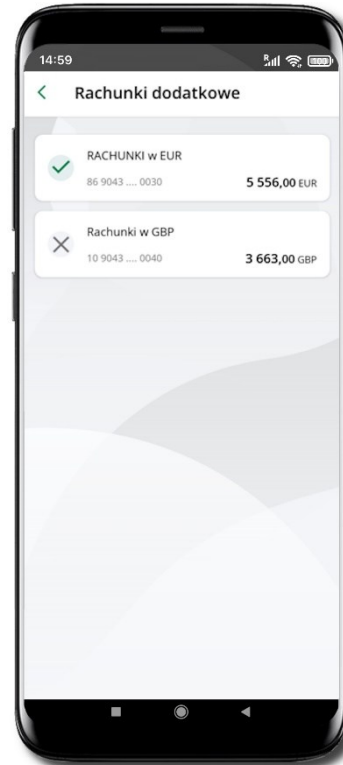 14:59
Rachunki dodatkowe
RACHUNKI w EUR
86 9043 .... 0030 5 556,00 EUR
Rachunki w GBP
10 9043 .... 0040 3 663,00 GBP